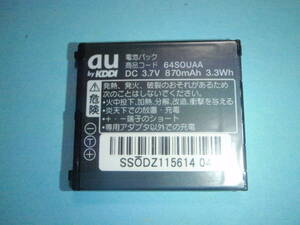 au
by KDDI
電池パック
商品コード 64SOUAA
DC 3.7V 870mAh 3.3Wh
危険
発熱、発火、破裂のおそれがあるため
次のことをしないでください
•火中投下、加熱、分解、改造、衝撃を与える
•炎天下での放置・充電
•+・-端子のショート
•専用アダプタ以外での充電
SSODZ115614 04